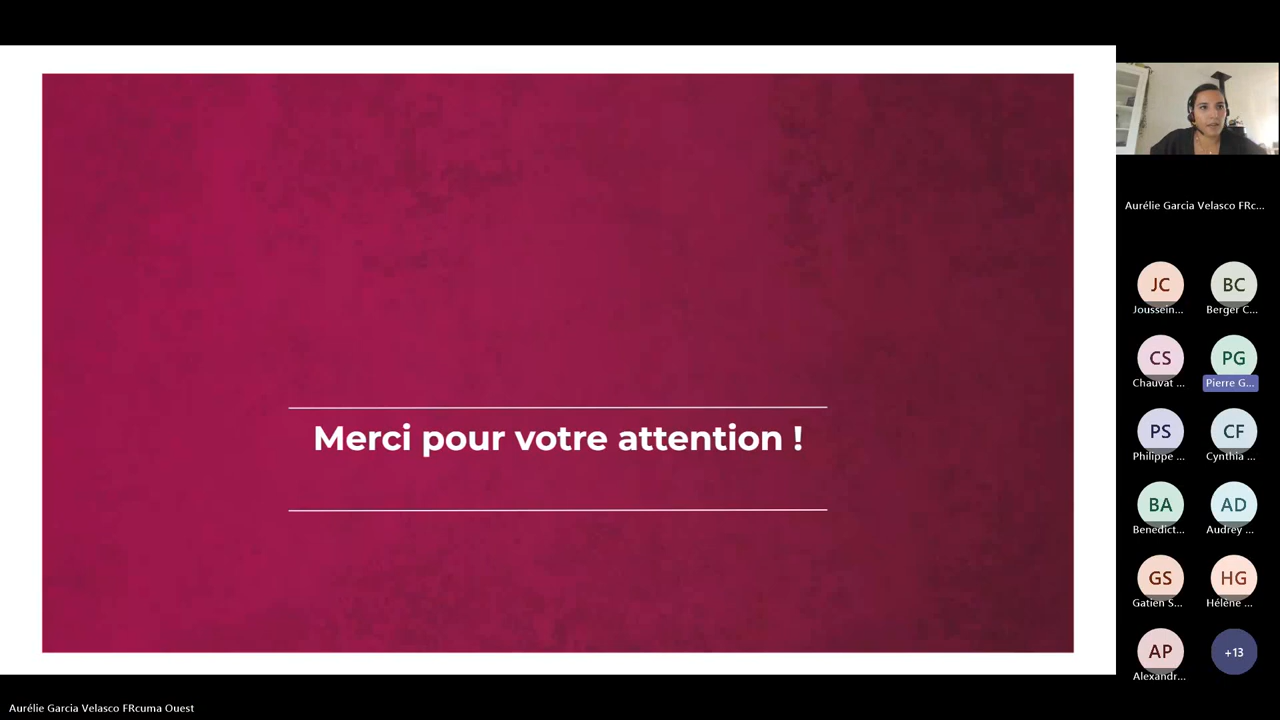 Merci pour votre attention !
Aurélie Garcia Velasco FRc...
JC
BC
Joussein...
Berger C...
CS
PG
Chauvat ...
Pierre G...
PS
CF
Philippe ...
Cynthia ...
BA
AD
Benedict...
Audrey ...
GS
HG
Gatien S...
Hélène ...
AP
+13
Alexandr...
Aurélie Garcia Velasco FRcuma Ouest